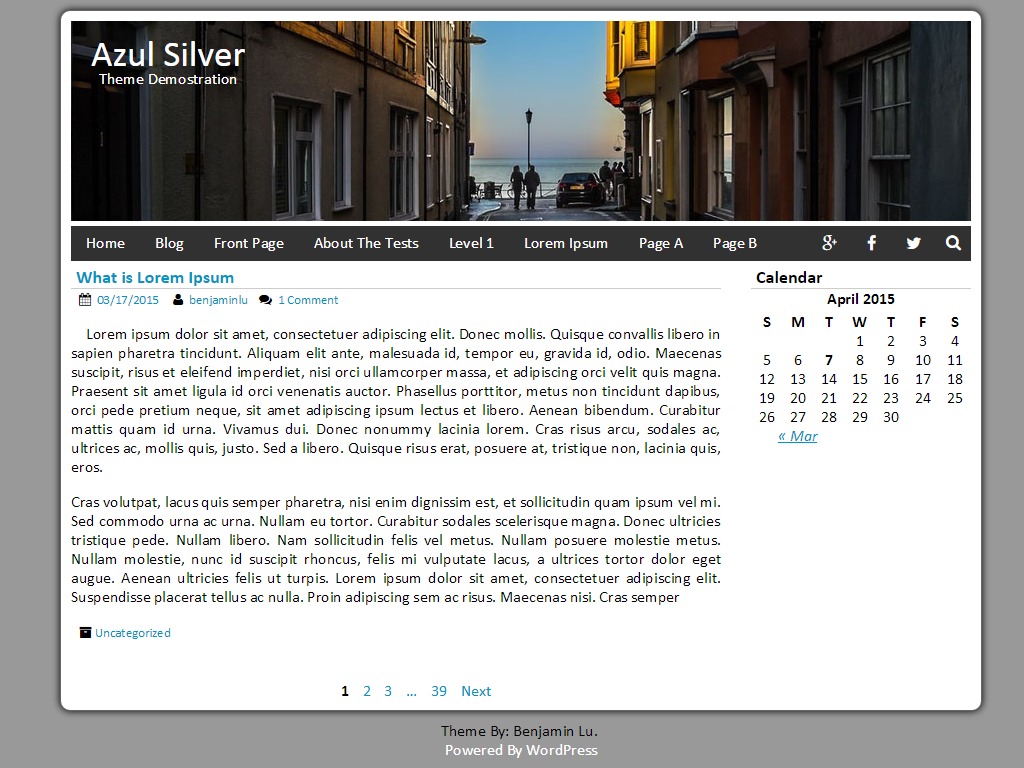 Azul Silver
Theme Demostration
Home Blog Front Page About The Tests Level 1 Lorem Ipsum Page A Page B
What is Lorem Ipsum
03/17/2015 benjaminlu 1 Comment
Lorem ipsum dolor sit amet, consectetuer adipiscing elit. Donec mollis. Quisque convallis libero in
sapien pharetra tincidunt. Aliquam elit ante, malesuada id, tempor eu, gravida id, odio. Maecenas
suscipit, risus et eleifend imperdiet, nisi orci ullamcorper massa, et adipiscing orci velit quis magna.
Praesent sit amet ligula id orci venenatis auctor. Phasellus porttitor, metus non tincidunt dapibus,
orci pede pretium neque, sit amet adipiscing ipsum lectus et libero. Aenean bibendum. Curabitur
mattis quam id urna. Vivamus dui. Donec nonummy lacinia lorem. Cras risus arcu, sodales ac,
ultrices ac, mollis quis, justo. Sed a libero. Quisque risus erat, posuere at, tristique non, lacinia quis,
eros.
Cras volutpat, lacus quis semper pharetra, nisi enim dignissim est, et sollicitudin quam ipsum vel mi.
Sed commodo urna ac urna. Nullam eu tortor. Curabitur sodales scelerisque magna. Donec ultricies
tristique pede. Nullam libero. Nam sollicitudin felis vel metus. Nullam posuere molestie metus.
Nullam molestie, nunc id suscipit rhoncus, felis mi vulputate lacus, a ultrices tortor dolor eget
augue. Aenean ultricies felis ut turpis. Lorem ipsum dolor sit amet, consectetuer adipiscing elit.
Suspendisse placerat tellus ac nulla. Proin adipiscing sem ac risus. Maecenas nisi. Cras semper
Uncategorized
1 2 3 … 39 Next
Calendar
April 2015
S M T W T F S
1 2 3 4
5 6 7 8 9 10 11
12 13 14 15 16 17 18
19 20 21 22 23 24 25
26 27 28 29 30
« Mar
Theme By: Benjamin Lu.
Powered By WordPress